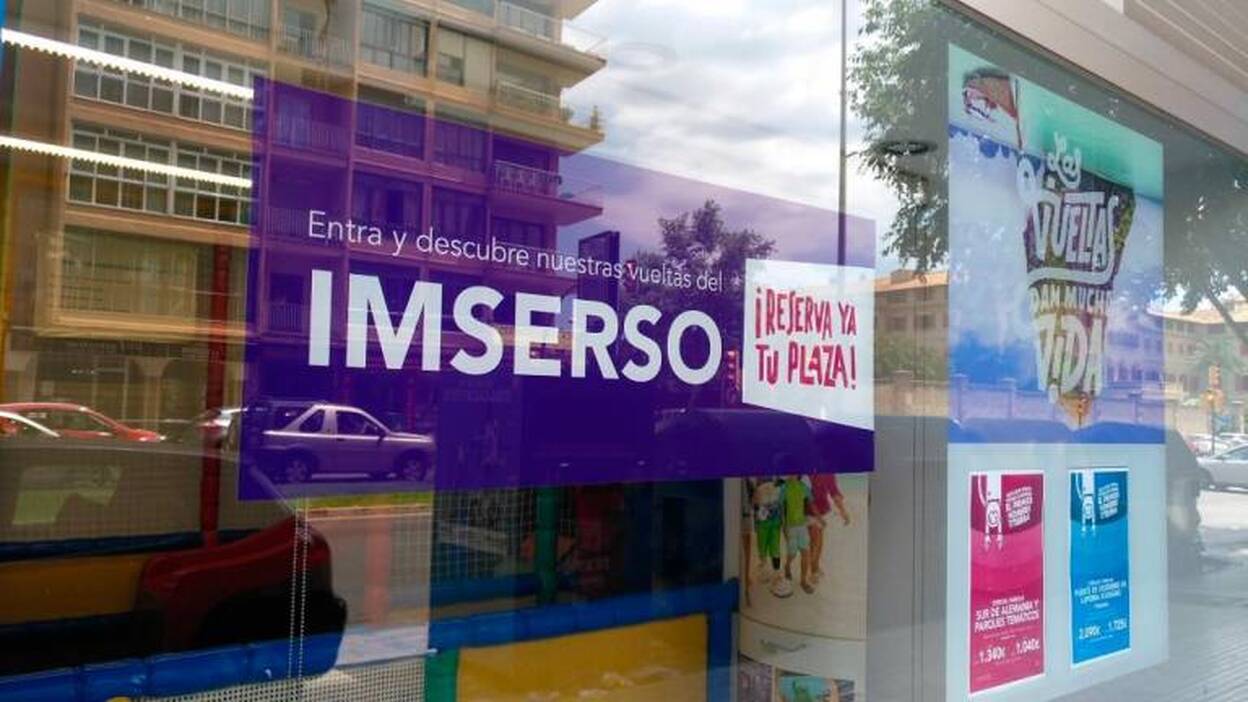 Entra y descubre nuestras vueltas del
IMSERSO
¡RESERVA YA
TU PLAZA!
Las
VUELTAS
DAN MUCHA
VIDA
SUR DE ALEMANIA Y
PARQUES TEMÁTICOS
1.340€
1.040€
2.090€
1.725€